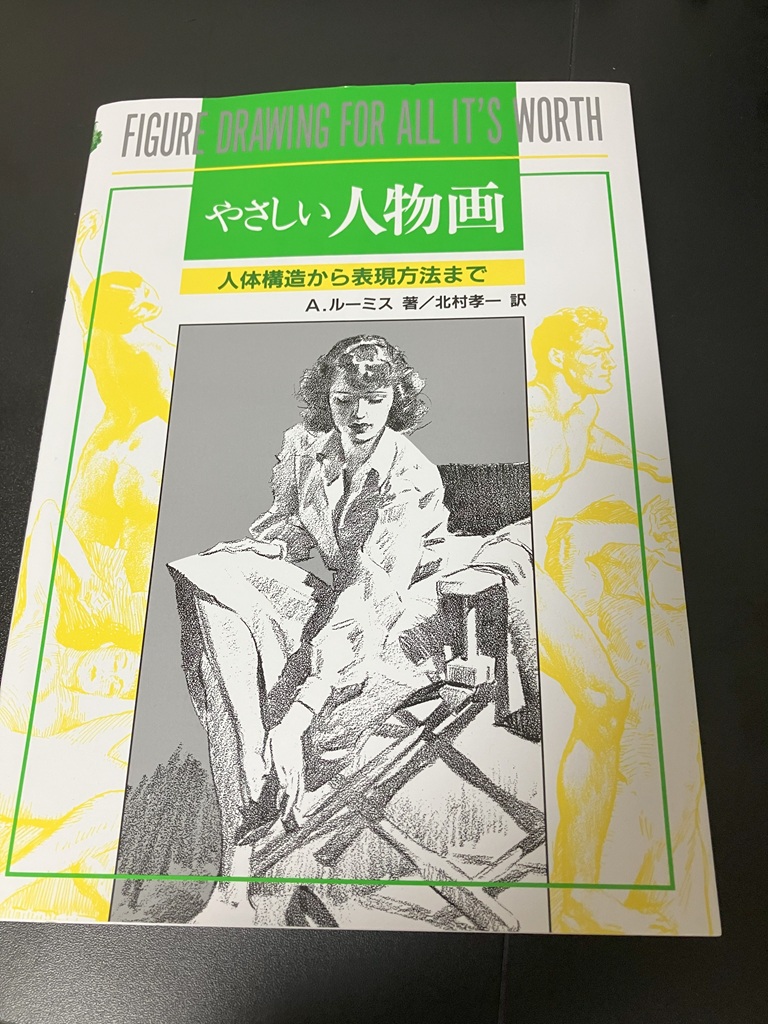 FIGURE DRAWING FOR ALL IT'S WORTH
やさしい人物画
人体構造から表現方法まで
A.ルーミス 著／北村孝一 訳